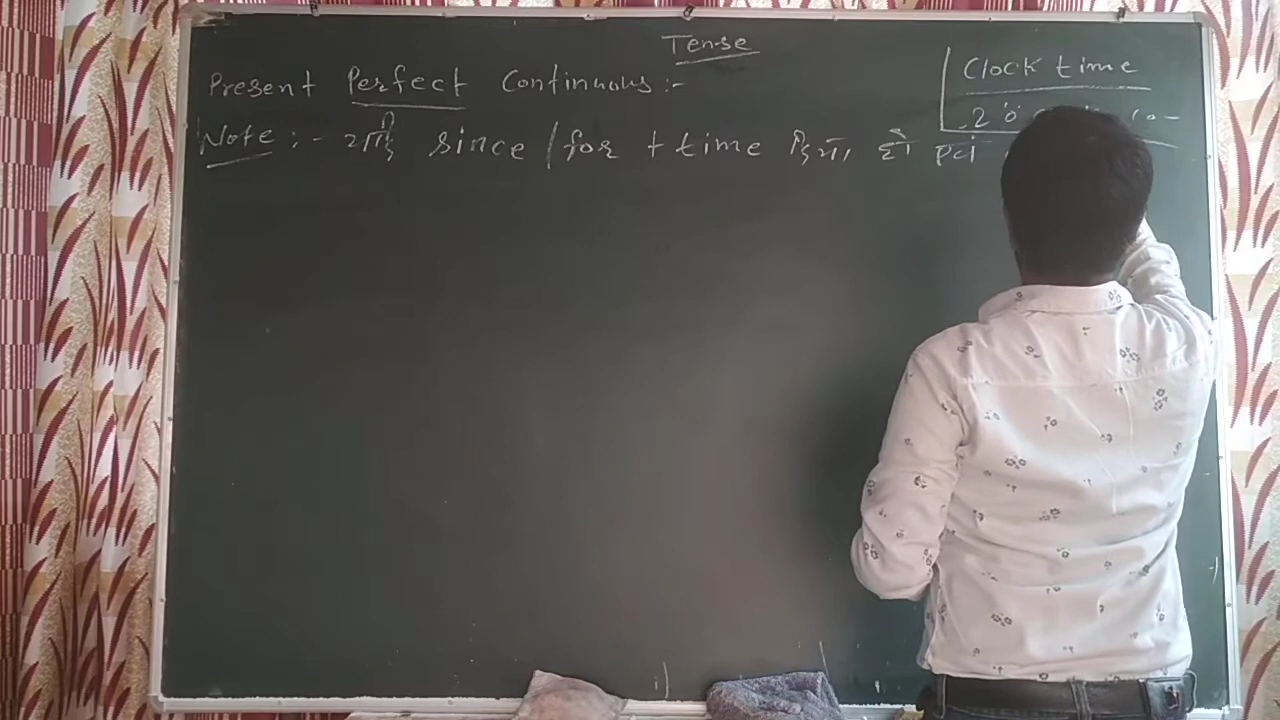 Tense
Present Perfect Continuous :-
Clock time
Note :- यदि since / for + time दिया हो